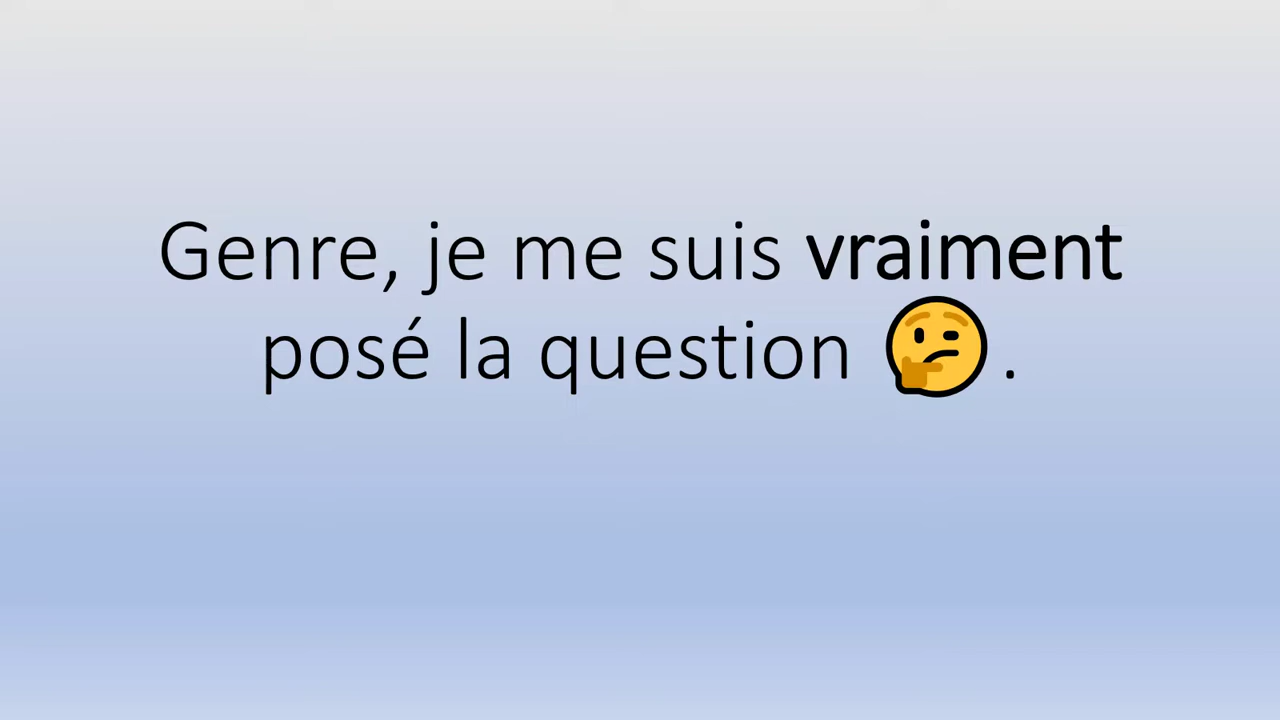 Genre, je me suis vraiment
posé la question 🤔.